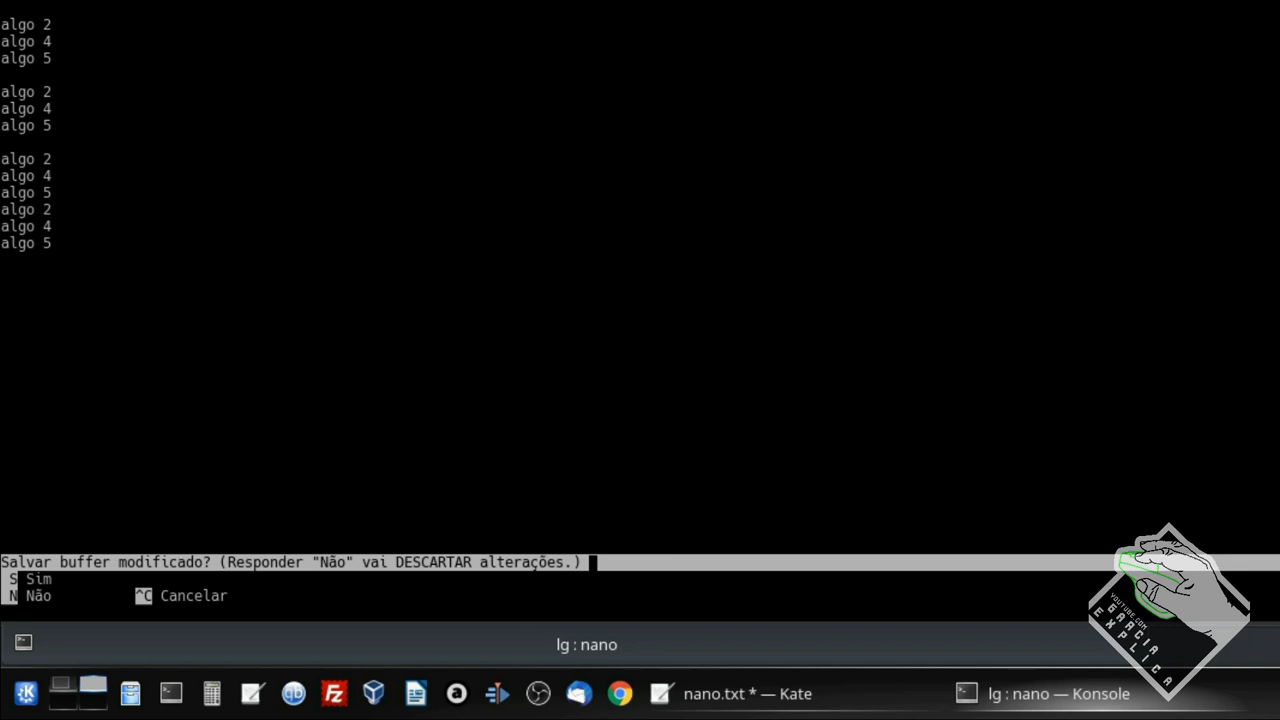 algo 2
algo 4
algo 5
algo 2
algo 4
algo 5
algo 2
algo 4
algo 5
algo 2
algo 4
algo 5
Salvar buffer modificado? (Responder "Não" vai DESCARTAR alterações.)
S Sim
N Não ^C Cancelar
YOUTUBE.COM
GARCIA
EXPLICA
lg : nano
nano.txt * — Kate
lg : nano — Konsole